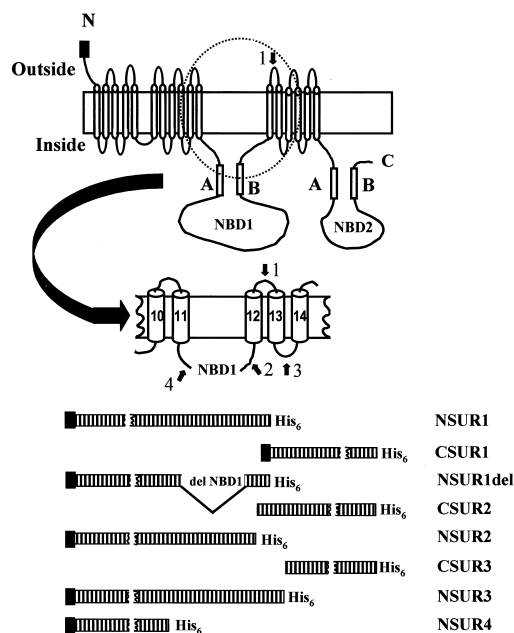 N
1
Outside
Inside
A B
NBD1
A B
C
NBD2
1
10 11 12 13 14
4 NBD1 2 3
His6 NSUR1
His6 CSUR1
del NBD1 His6 NSUR1del
His6 CSUR2
His6 NSUR2
His6 CSUR3
His6 NSUR3
His6 NSUR4